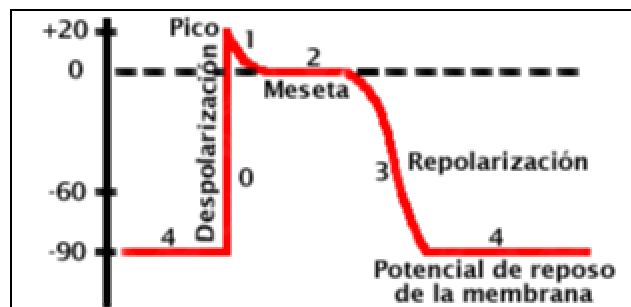 +20
Pico
1
0
2
Meseta
Despolarización
0
3
Repolarización
-60
4
4
-90
Potencial de reposo
de la membrana